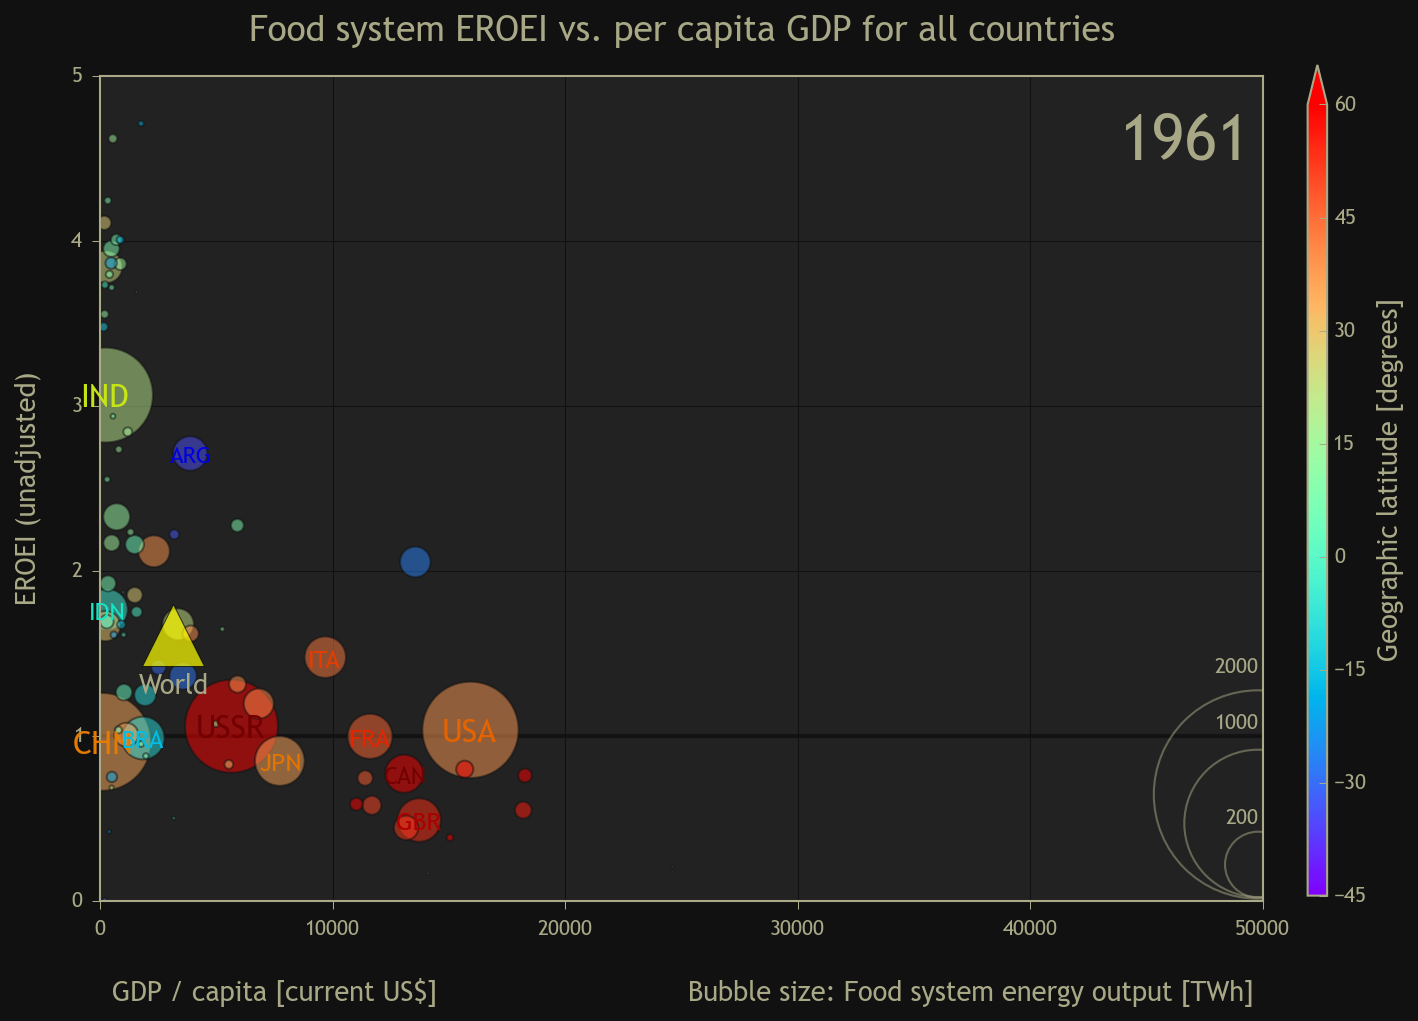 Food system EROEI vs. per capita GDP for all countries
1961
5
4
3
2
1
0
EROEI (unadjusted)
IND
ARG
IDN
World
ITA
USSR
USA
CHN
BRA
FRA
JPN
CAN
GBR
2000
1000
200
0
10000
20000
30000
40000
50000
GDP / capita [current US$]
Bubble size: Food system energy output [TWh]
60
45
30
15
0
−15
−30
−45
Geographic latitude [degrees]